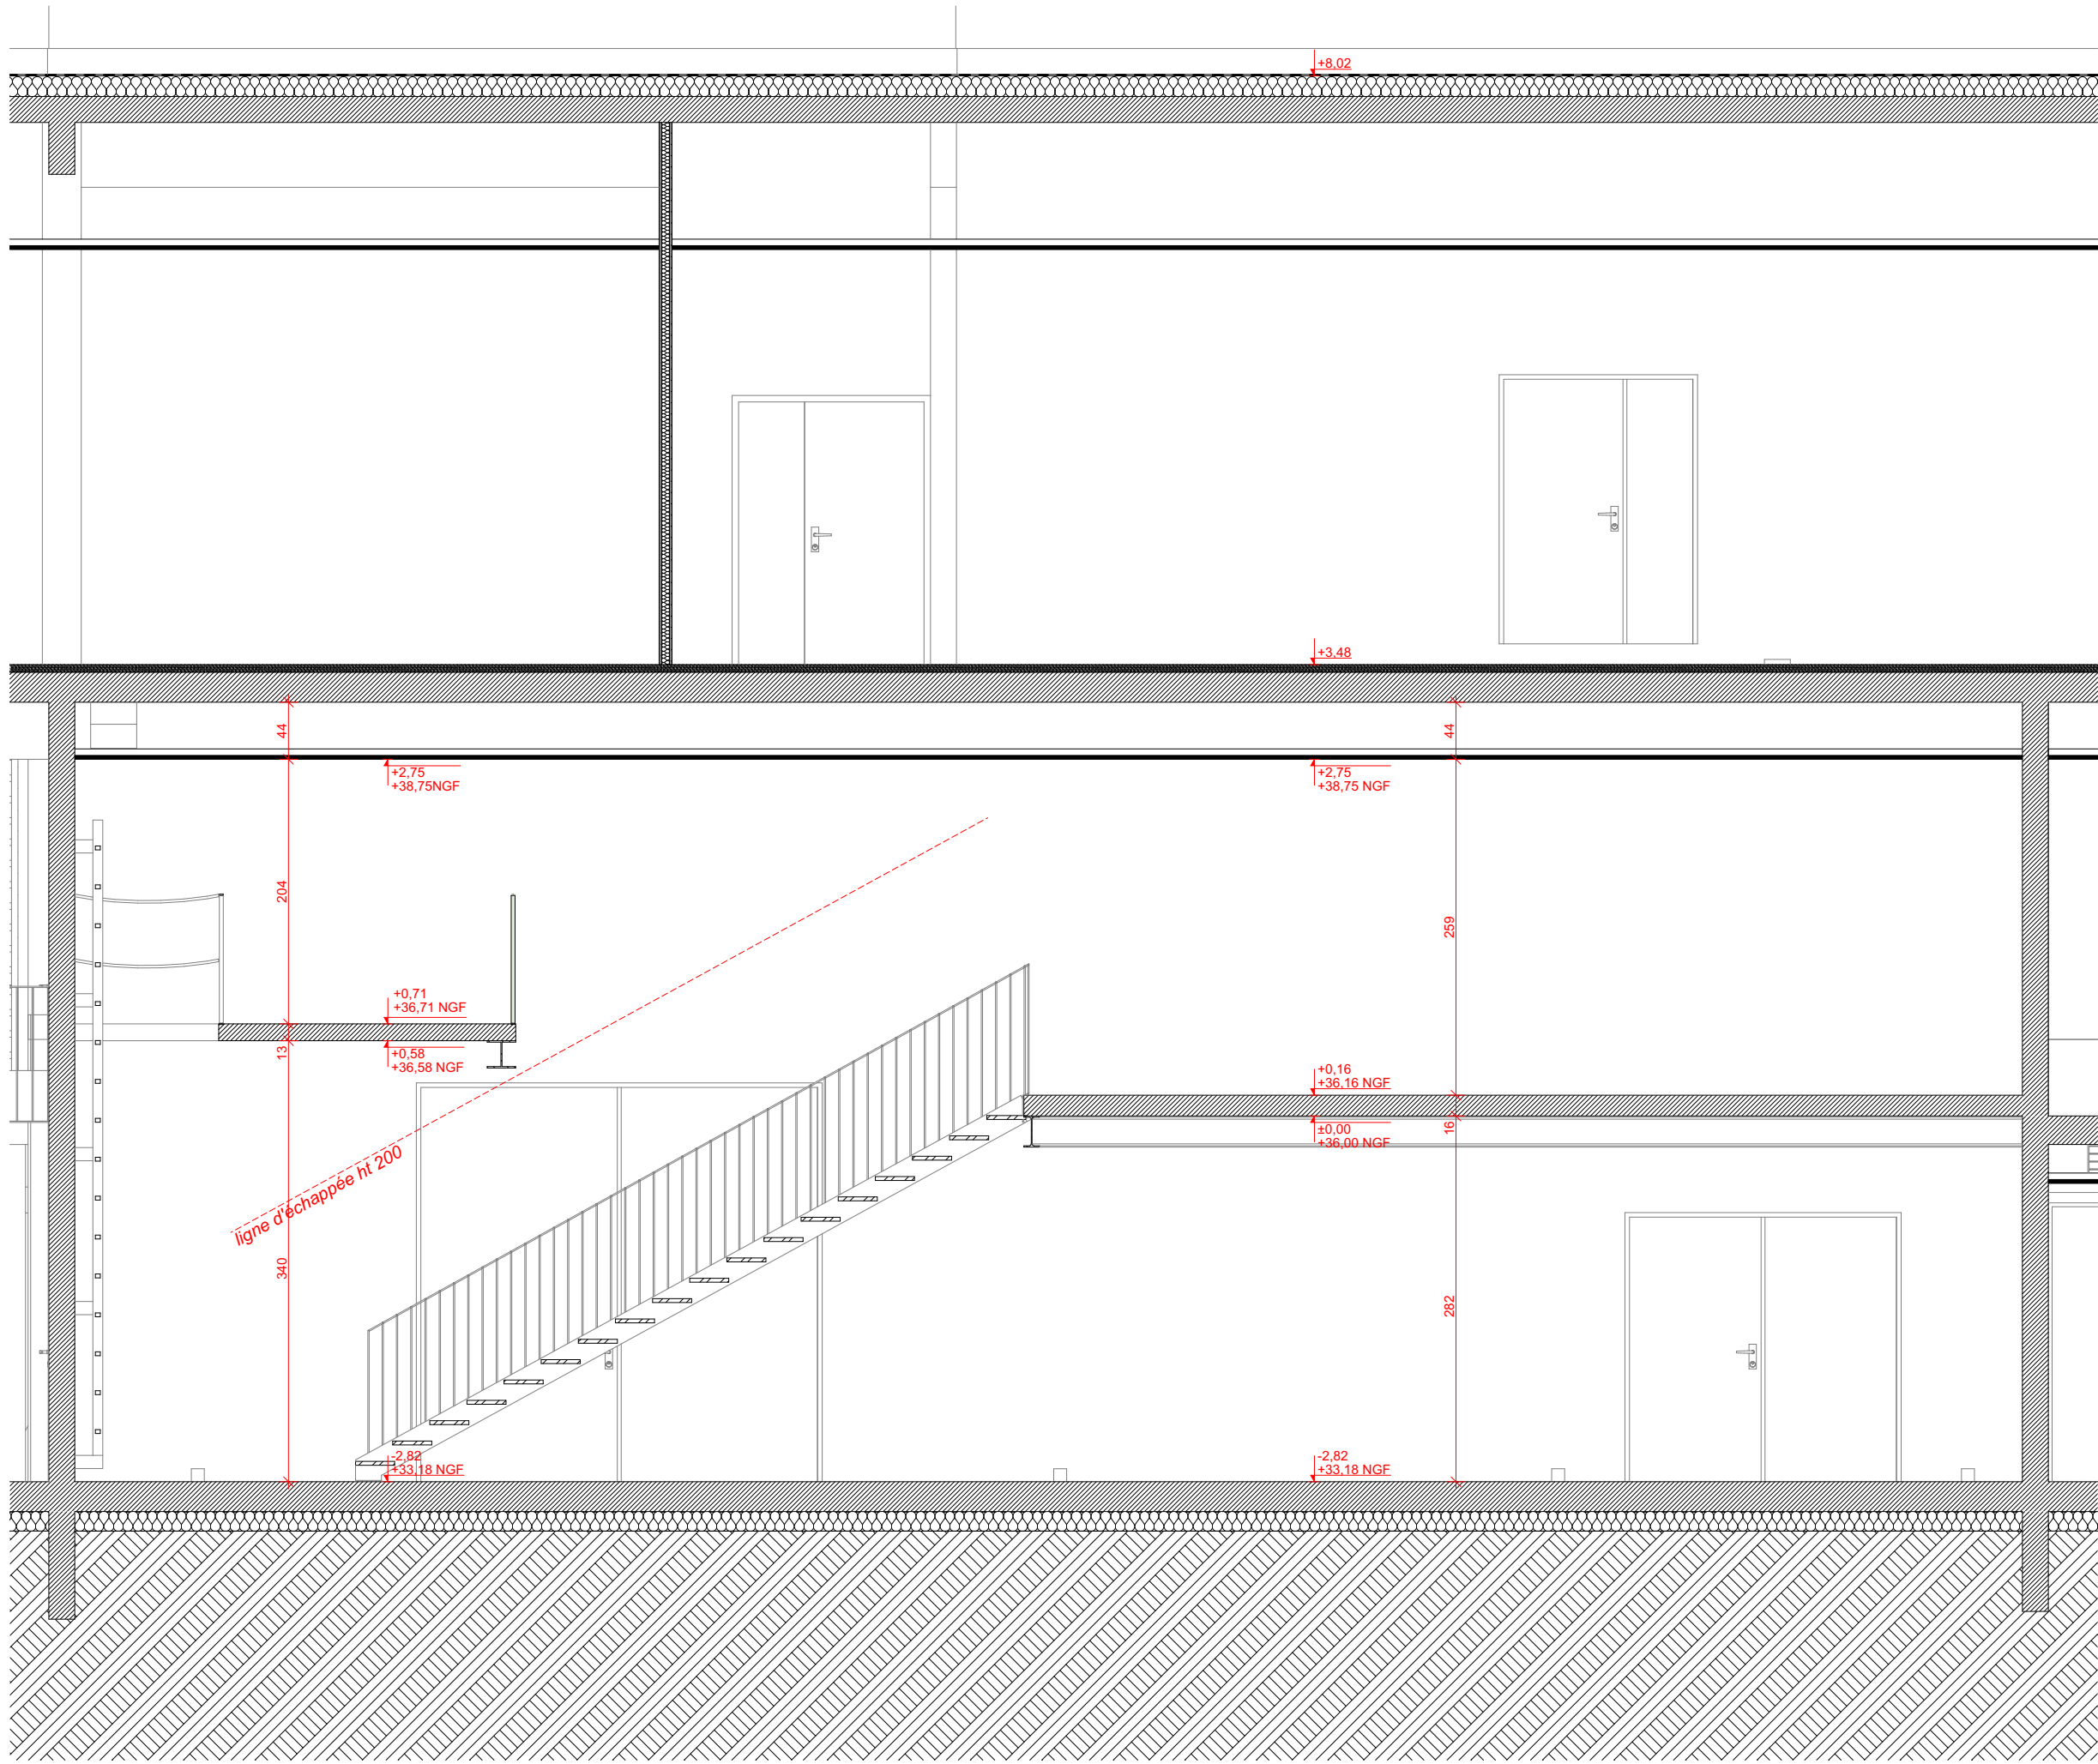 +8,02
+3,48
44
44
+2,75
+38,75NGF
+2,75
+38,75 NGF
204
259
+0,71
+36,71 NGF
13
+0,58
+36,58 NGF
+0,16
+36,16 NGF
16
±0,00
+36,00 NGF
ligne d'échappée ht 200
340
282
-2,82
+33,18 NGF
-2,82
+33,18 NGF